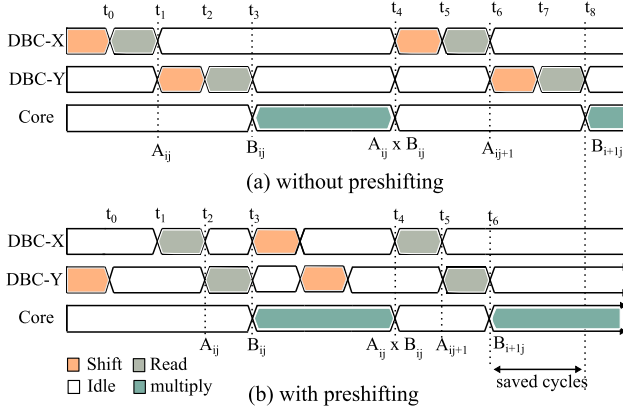 t0 t1 t2 t3 t4 t5 t6 t7 t8
DBC-X
DBC-Y
Core
Aij Bij Aij x Bij Aij+1 Bi+1j
(a) without preshifting
t0 t1 t2 t3 t4 t5 t6
DBC-X
DBC-Y
Core
Aij Bij Aij x Bij Aij+1 Bi+1j
Shift Read
Idle multiply
saved cycles
(b) with preshifting